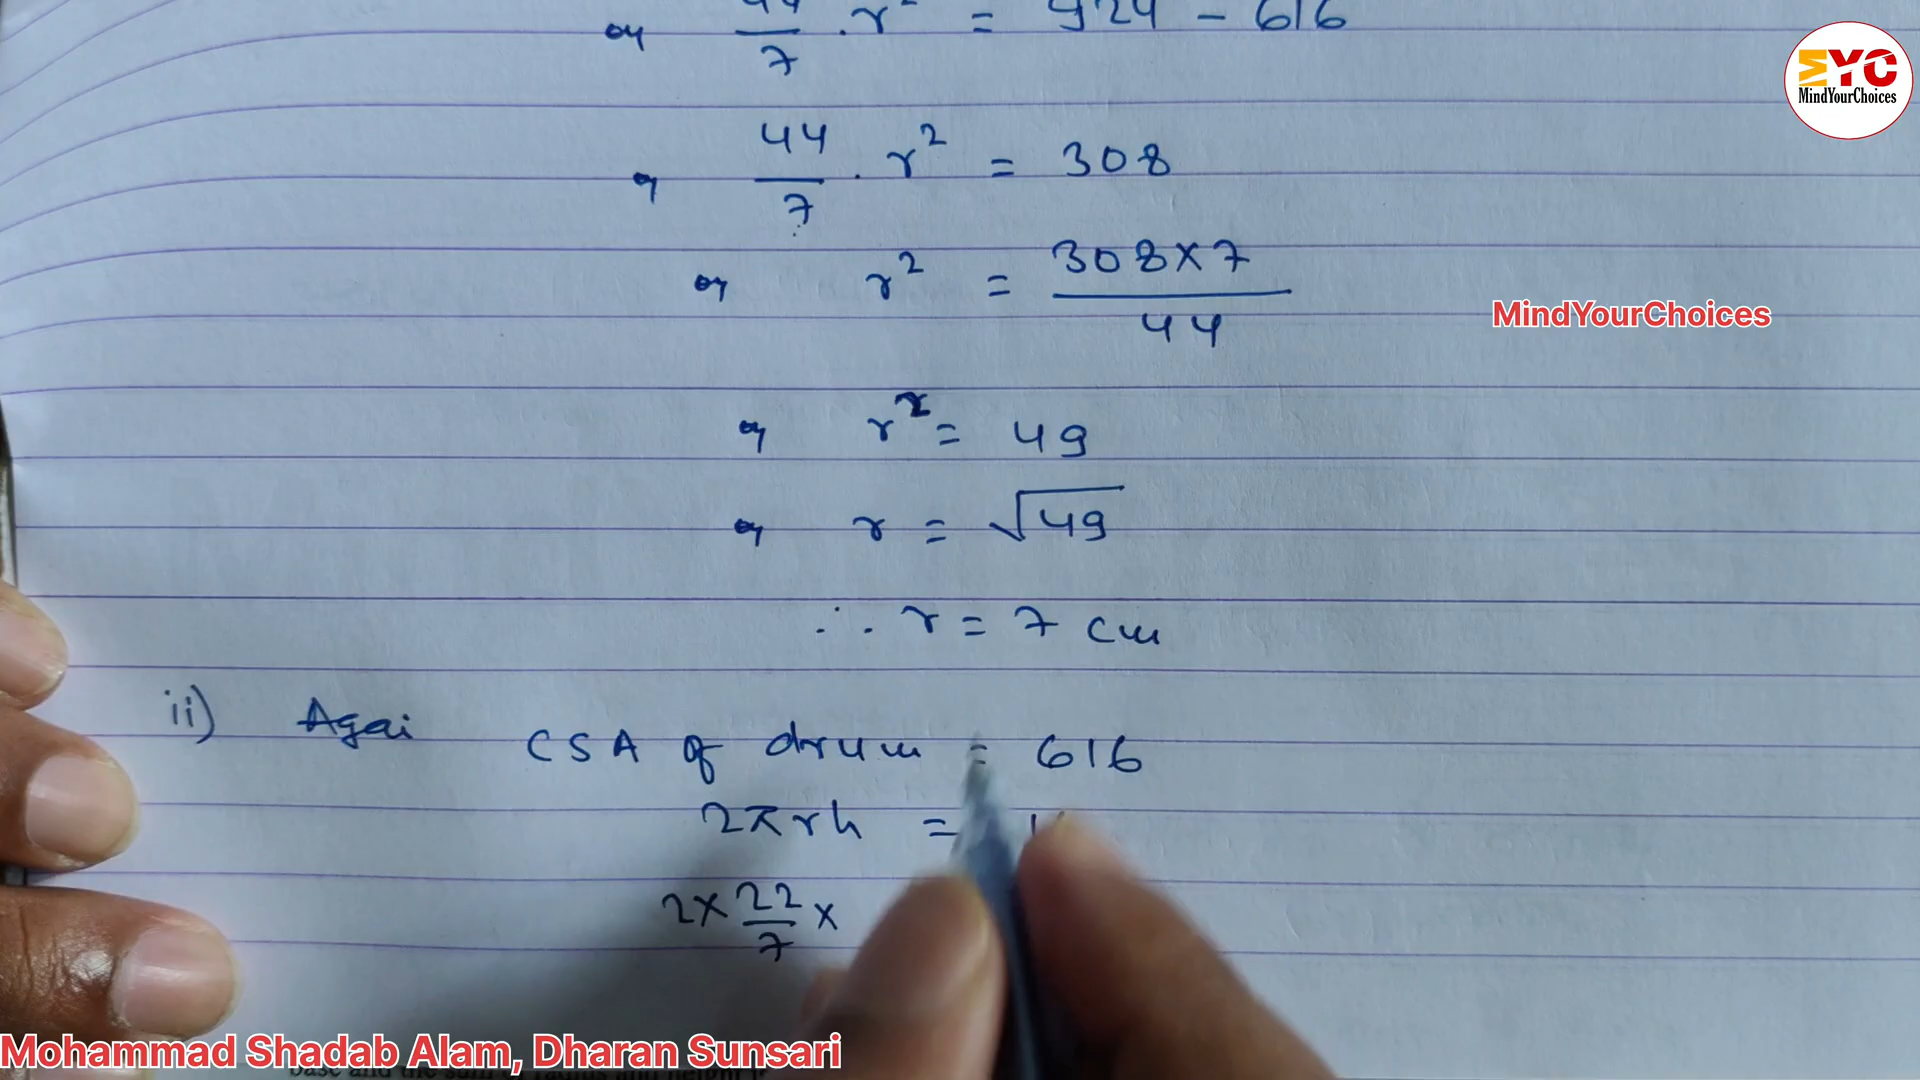 or 44/7 . r² = 924 - 616
or 44/7 . r² = 308
or r² = 308×7/44
or r² = 49
or r = √49
∴ r = 7 cm
ii) Agai CSA of drum = 616
2πrh =
2× 22/7 ×
MYC
MindYourChoices
MindYourChoices
Mohammad Shadab Alam, Dharan Sunsari